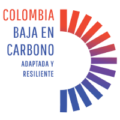 COLOMBIA
BAJA EN
CARBONO
ADAPTADA Y
RESILIENTE